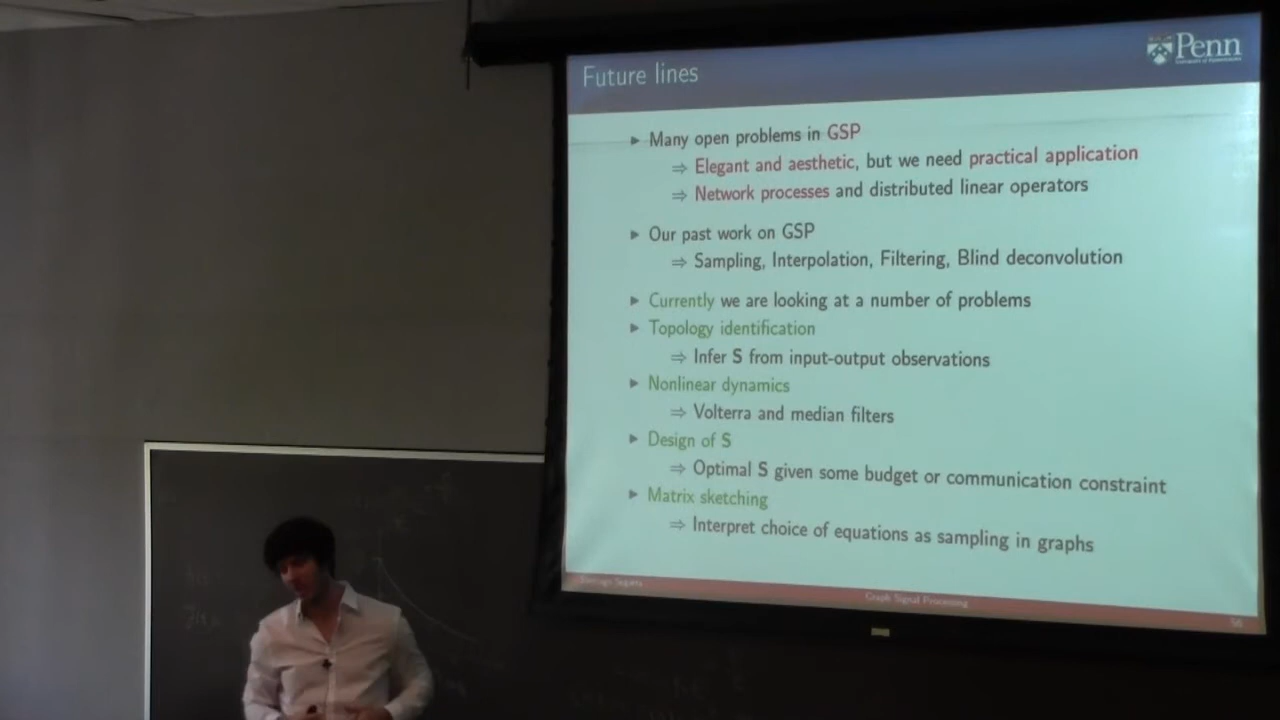 Future lines
Penn
▶ Many open problems in GSP
⇒ Elegant and aesthetic, but we need practical application
⇒ Network processes and distributed linear operators
▶ Our past work on GSP
⇒ Sampling, Interpolation, Filtering, Blind deconvolution
▶ Currently we are looking at a number of problems
▶ Topology identification
⇒ Infer S from input-output observations
▶ Nonlinear dynamics
⇒ Volterra and median filters
▶ Design of S
⇒ Optimal S given some budget or communication constraint
▶ Matrix sketching
⇒ Interpret choice of equations as sampling in graphs
Graph Signal Processing